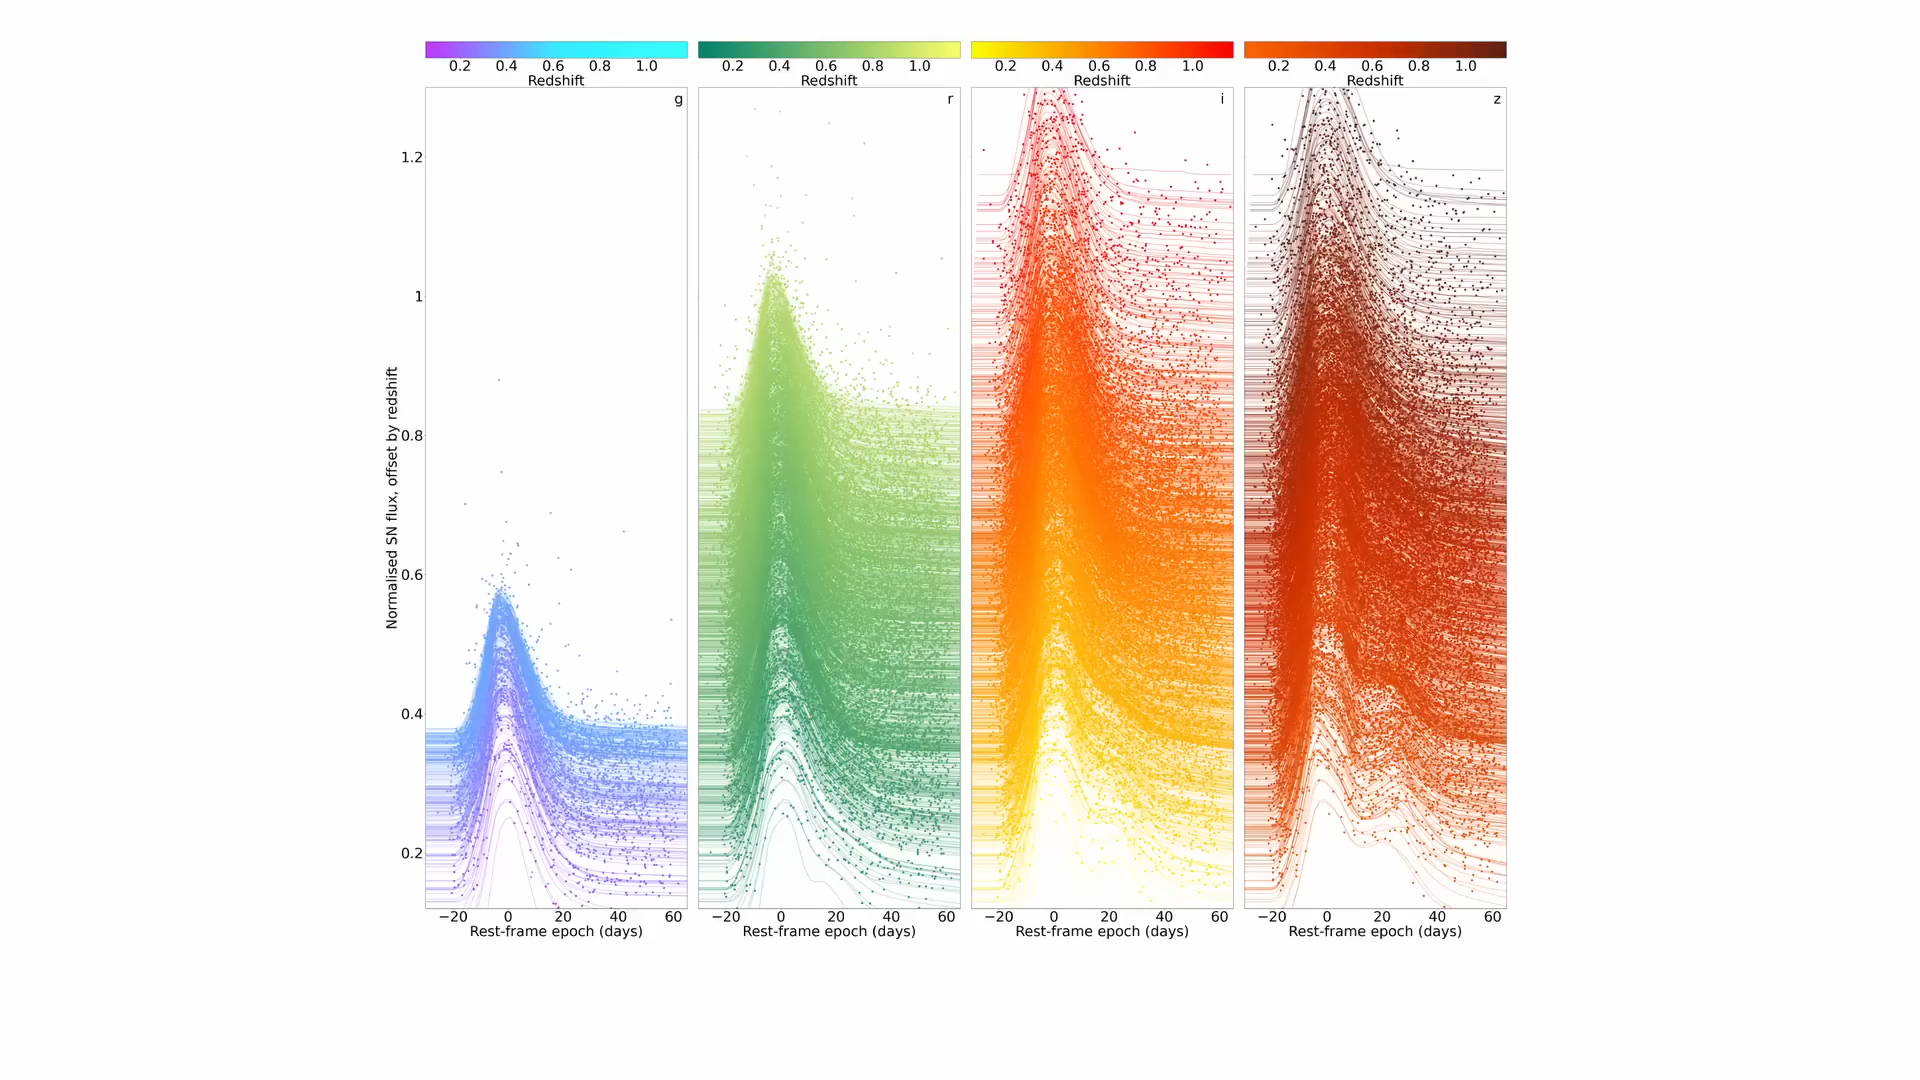 0.2 0.4 0.6 0.8 1.0
Redshift
0.2 0.4 0.6 0.8 1.0
Redshift
0.2 0.4 0.6 0.8 1.0
Redshift
0.2 0.4 0.6 0.8 1.0
Redshift
g
r
i
z
Normalised SN flux, offset by redshift
1.2
1
0.8
0.6
0.4
0.2
−20 0 20 40 60
Rest-frame epoch (days)
−20 0 20 40 60
Rest-frame epoch (days)
−20 0 20 40 60
Rest-frame epoch (days)
−20 0 20 40 60
Rest-frame epoch (days)